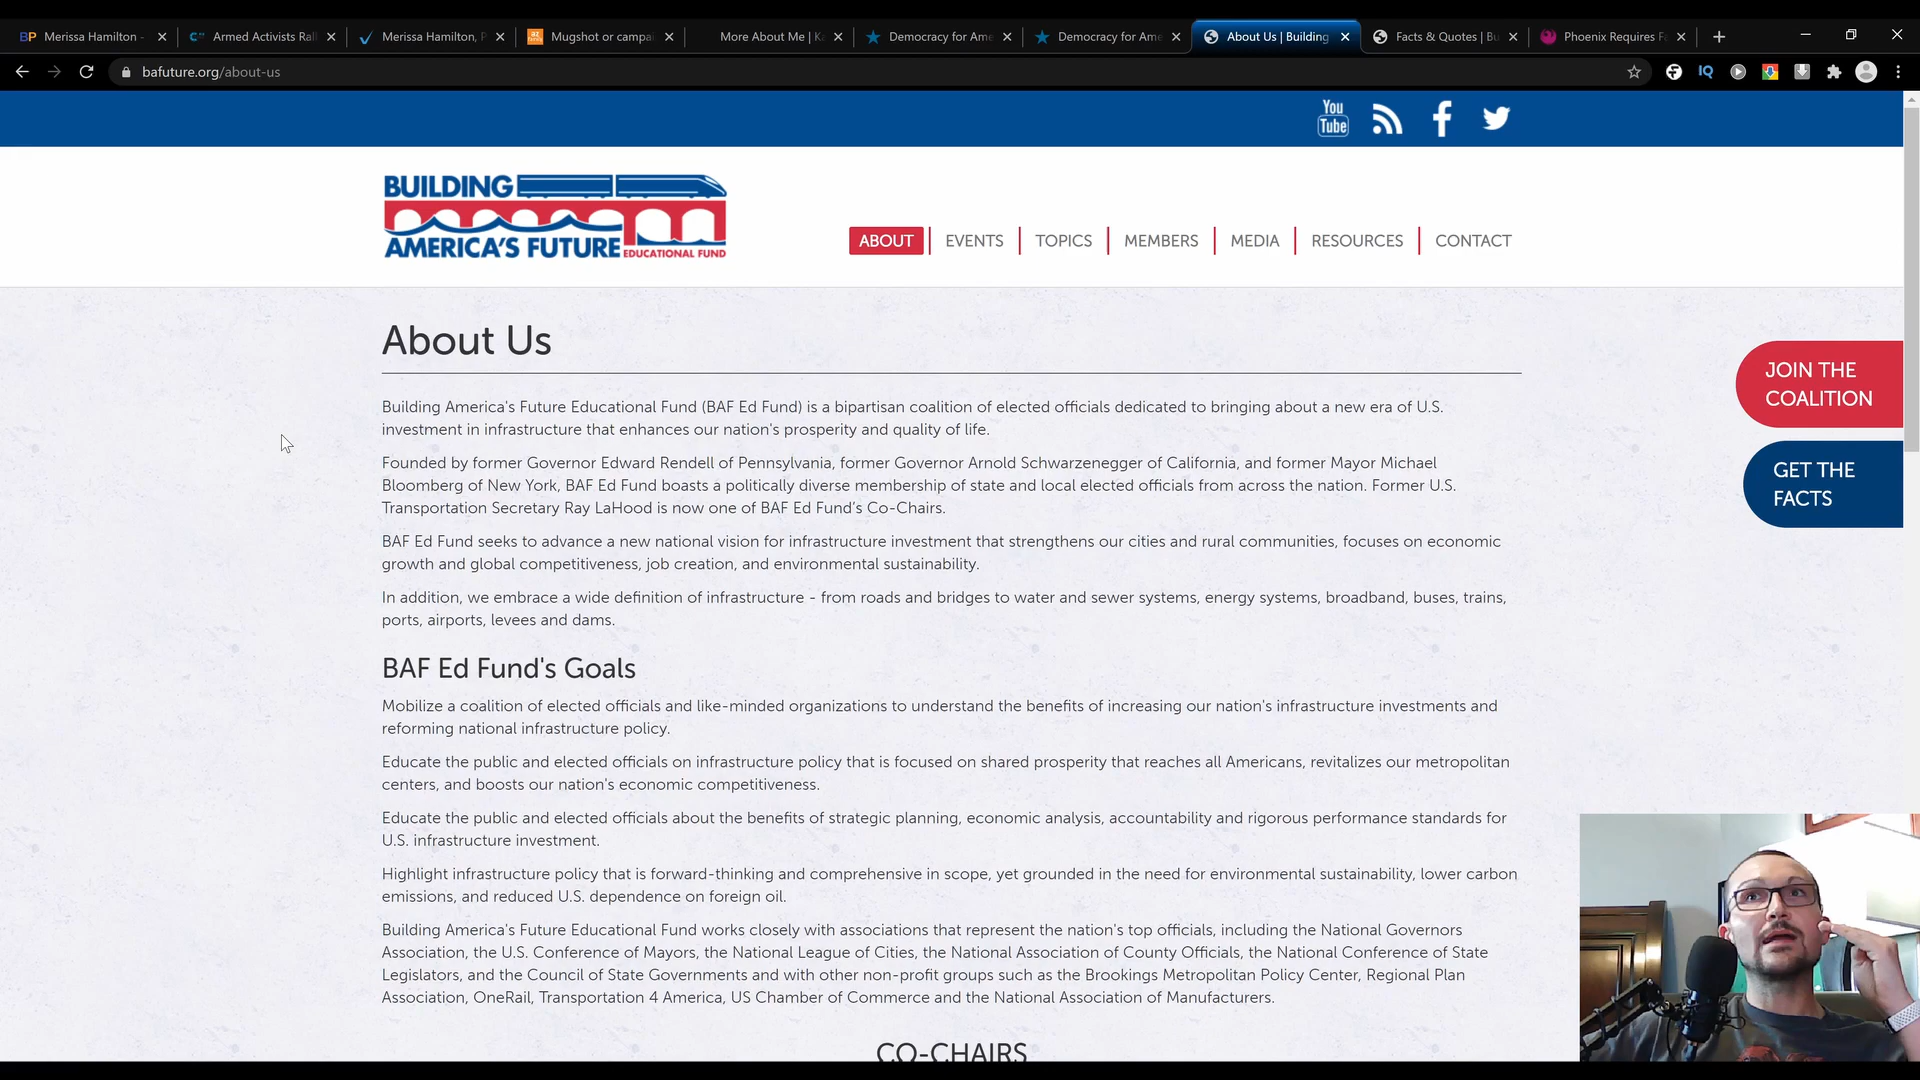 BP Merissa Hamilton -
Armed Activists Rall
Merissa Hamilton, P
Mugshot or campai
More About Me | Ka
Democracy for Ame
Democracy for Ame
About Us | Building
Facts & Quotes | Bu
Phoenix Requires Fa
bafuture.org/about-us
IQ
You
Tube
BUILDING
AMERICA'S FUTURE EDUCATIONAL FUND
ABOUT
EVENTS
TOPICS
MEMBERS
MEDIA
RESOURCES
CONTACT
About Us
JOIN THE
COALITION
GET THE
FACTS
Building America's Future Educational Fund (BAF Ed Fund) is a bipartisan coalition of elected officials dedicated to bringing about a new era of U.S.
investment in infrastructure that enhances our nation's prosperity and quality of life.
Founded by former Governor Edward Rendell of Pennsylvania, former Governor Arnold Schwarzenegger of California, and former Mayor Michael
Bloomberg of New York, BAF Ed Fund boasts a politically diverse membership of state and local elected officials from across the nation. Former U.S.
Transportation Secretary Ray LaHood is now one of BAF Ed Fund's Co-Chairs.
BAF Ed Fund seeks to advance a new national vision for infrastructure investment that strengthens our cities and rural communities, focuses on economic
growth and global competitiveness, job creation, and environmental sustainability.
In addition, we embrace a wide definition of infrastructure - from roads and bridges to water and sewer systems, energy systems, broadband, buses, trains,
ports, airports, levees and dams.
BAF Ed Fund's Goals
Mobilize a coalition of elected officials and like-minded organizations to understand the benefits of increasing our nation's infrastructure investments and
reforming national infrastructure policy.
Educate the public and elected officials on infrastructure policy that is focused on shared prosperity that reaches all Americans, revitalizes our metropolitan
centers, and boosts our nation's economic competitiveness.
Educate the public and elected officials about the benefits of strategic planning, economic analysis, accountability and rigorous performance standards for
U.S. infrastructure investment.
Highlight infrastructure policy that is forward-thinking and comprehensive in scope, yet grounded in the need for environmental sustainability, lower carbon
emissions, and reduced U.S. dependence on foreign oil.
Building America's Future Educational Fund works closely with associations that represent the nation's top officials, including the National Governors
Association, the U.S. Conference of Mayors, the National League of Cities, the National Association of County Officials, the National Conference of State
Legislators, and the Council of State Governments and with other non-profit groups such as the Brookings Metropolitan Policy Center, Regional Plan
Association, OneRail, Transportation 4 America, US Chamber of Commerce and the National Association of Manufacturers.
CO-CHAIRS